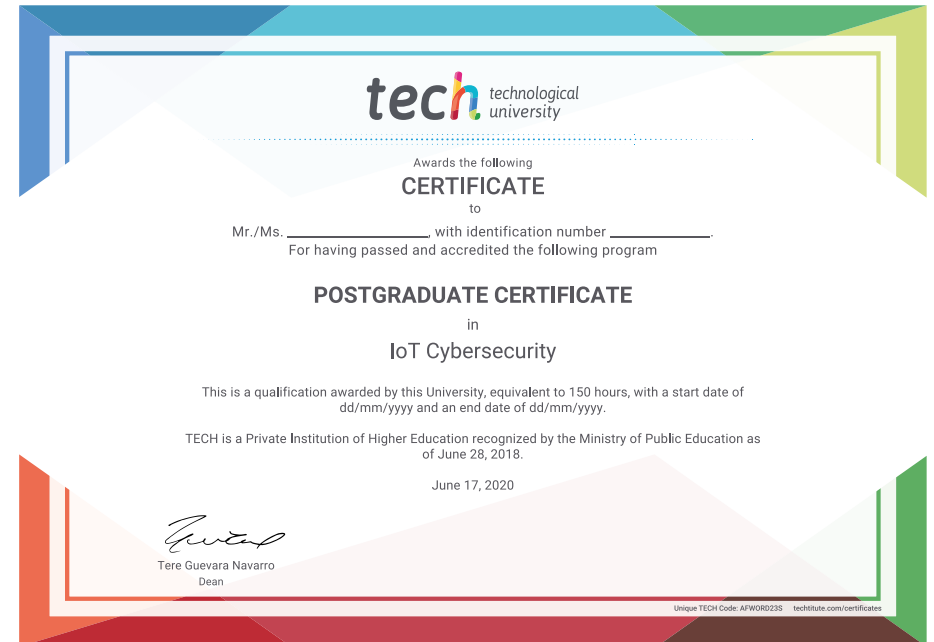 tech technological
university
Awards the following
CERTIFICATE
to
Mr./Ms. ____________________, with identification number ______________.
For having passed and accredited the following program
POSTGRADUATE CERTIFICATE
in
IoT Cybersecurity
This is a qualification awarded by this University, equivalent to 150 hours, with a start date of
dd/mm/yyyy and an end date of dd/mm/yyyy.
TECH is a Private Institution of Higher Education recognized by the Ministry of Public Education as
of June 28, 2018.
June 17, 2020
Tere Guevara Navarro
Dean
Unique TECH Code: AFWORD23S techtitute.com/certificates